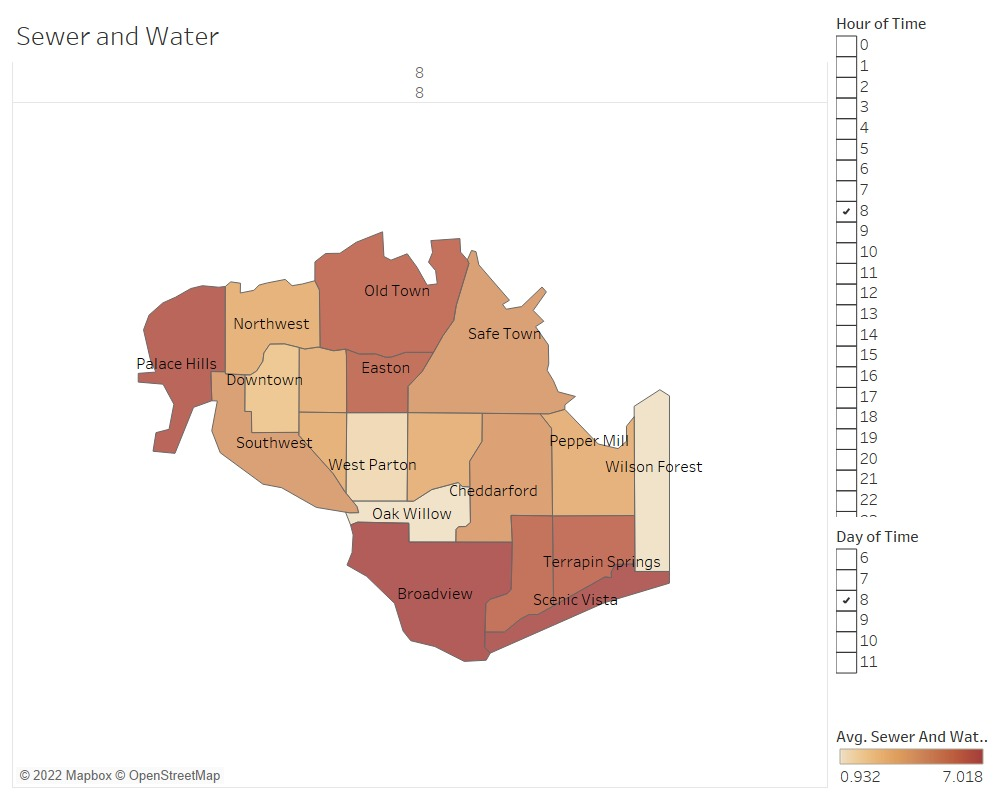 Sewer and Water
8
8
Old Town
Northwest
Safe Town
Palace Hills
Easton
Downtown
Southwest
Pepper Mill
West Parton
Wilson Forest
Cheddarford
Oak Willow
Terrapin Springs
Broadview
Scenic Vista
© 2022 Mapbox © OpenStreetMap
Hour of Time
0
1
2
3
4
5
6
7
8
9
10
11
12
13
14
15
16
17
18
19
20
21
22
Day of Time
6
7
8
9
10
11
Avg. Sewer And Wat..
0.932 7.018